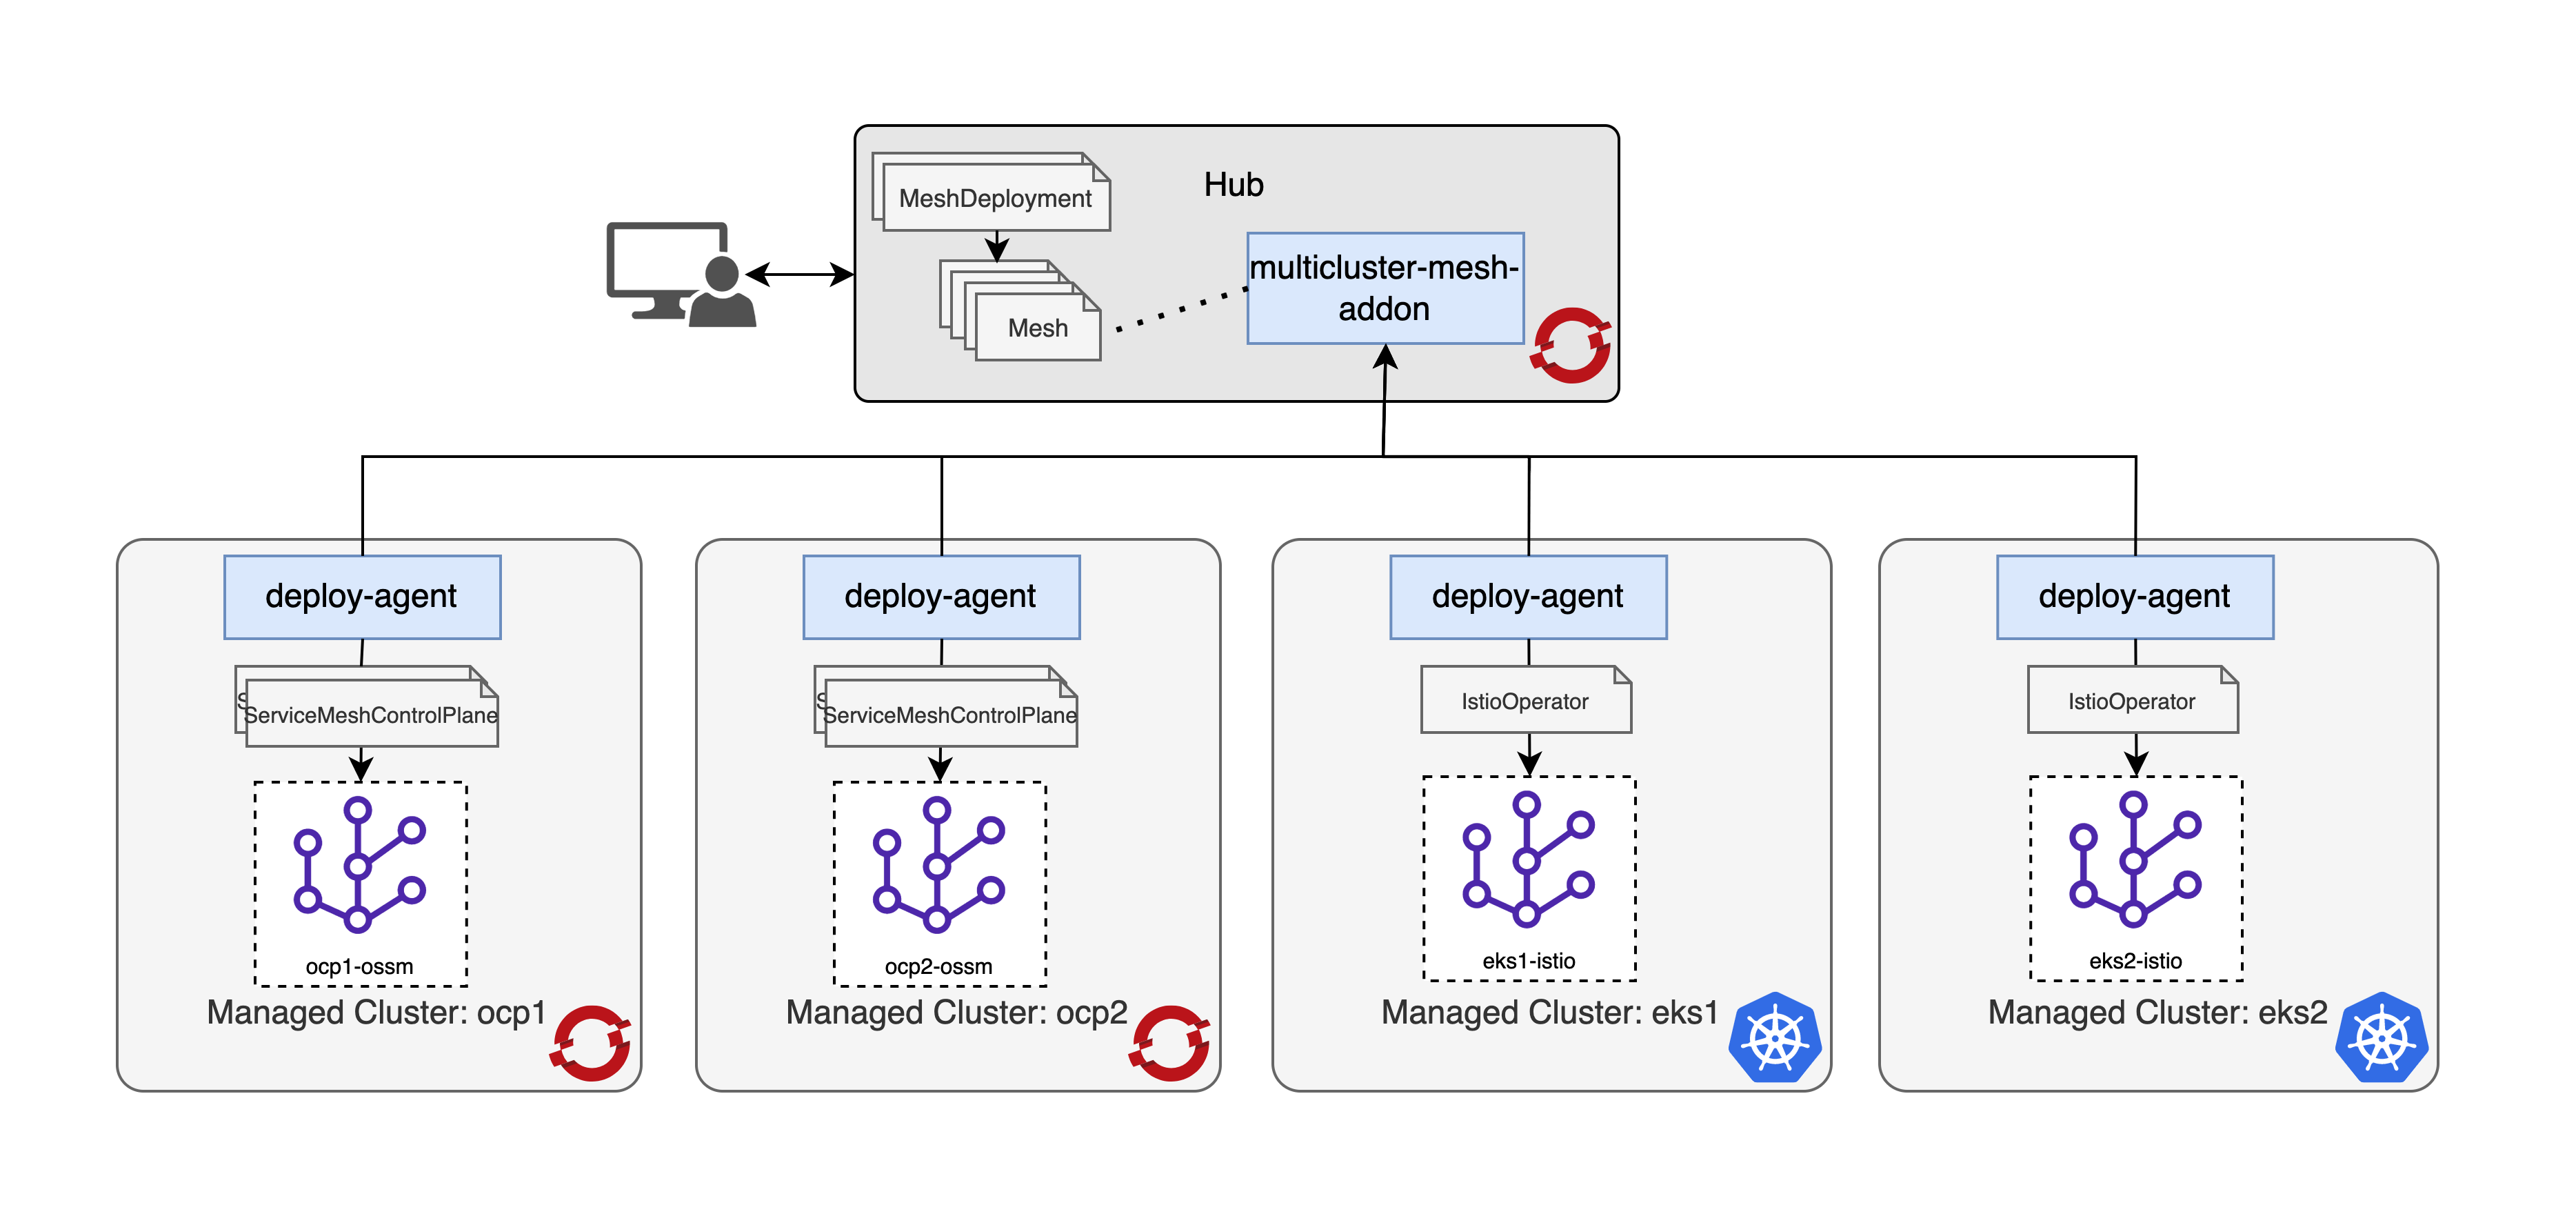 Hub
MeshDeployment
Mesh
multicluster-mesh-
addon
deploy-agent
deploy-agent
deploy-agent
deploy-agent
S
ServiceMeshControlPlane
S
ServiceMeshControlPlane
IstioOperator
IstioOperator
ocp1-ossm
ocp2-ossm
eks1-istio
eks2-istio
Managed Cluster: ocp1
Managed Cluster: ocp2
Managed Cluster: eks1
Managed Cluster: eks2